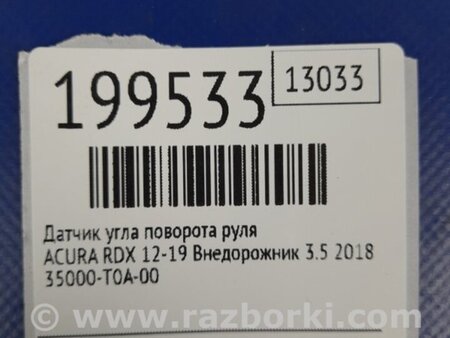 199533
13033
Датчик угла поворота руля
ACURA RDX 12-19 Внедорожник 3.5 2018
35000-T0A-00
www.razborki.com